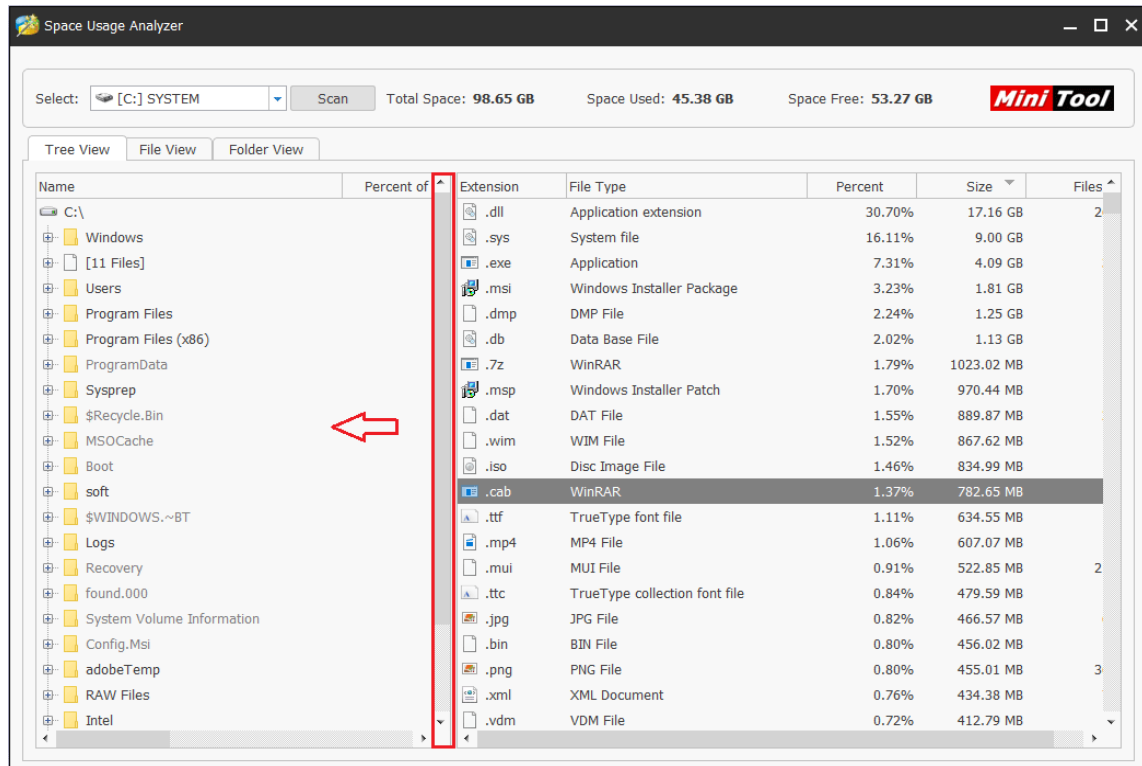 Space Usage Analyzer
Select: [C:] SYSTEM Scan Total Space: 98.65 GB Space Used: 45.38 GB Space Free: 53.27 GB Mini Tool
Tree View File View Folder View
Name Percent of Extension File Type Percent Size Files
C:\ .dll Application extension 30.70% 17.16 GB 2
Windows .sys System file 16.11% 9.00 GB
[11 Files] .exe Application 7.31% 4.09 GB
Users .msi Windows Installer Package 3.23% 1.81 GB
Program Files .dmp DMP File 2.24% 1.25 GB
Program Files (x86) .db Data Base File 2.02% 1.13 GB
ProgramData .7z WinRAR 1.79% 1023.02 MB
Sysprep .msp Windows Installer Patch 1.70% 970.44 MB
$Recycle.Bin .dat DAT File 1.55% 889.87 MB
MSOCache .wim WIM File 1.52% 867.62 MB
Boot .iso Disc Image File 1.46% 834.99 MB
soft .cab WinRAR 1.37% 782.65 MB
$WINDOWS.~BT .ttf TrueType font file 1.11% 634.55 MB
Logs .mp4 MP4 File 1.06% 607.07 MB
Recovery .mui MUI File 0.91% 522.85 MB 2
found.000 .ttc TrueType collection font file 0.84% 479.59 MB
System Volume Information .jpg JPG File 0.82% 466.57 MB
Config.Msi .bin BIN File 0.80% 456.02 MB
adobeTemp .png PNG File 0.80% 455.01 MB 3
RAW Files .xml XML Document 0.76% 434.38 MB
Intel .vdm VDM File 0.72% 412.79 MB